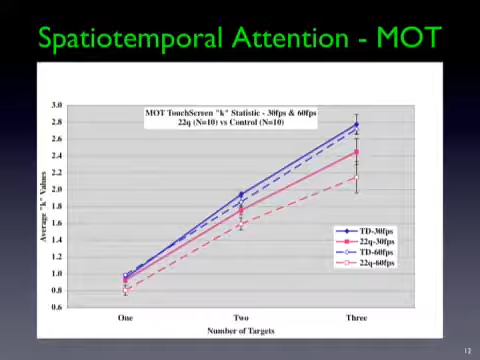 Spatiotemporal Attention - MOT
MOT TouchScreen "k" Statistic - 30fps & 60fps
22q (N=10) vs Control (N=10)
3.0
2.8
2.6
2.4
2.2
2.0
1.8
1.6
1.4
1.2
1.0
0.8
0.6
Average "k" Values
TD-30fps
22q-30fps
TD-60fps
22q-60fps
One Two Three
Number of Targets
12